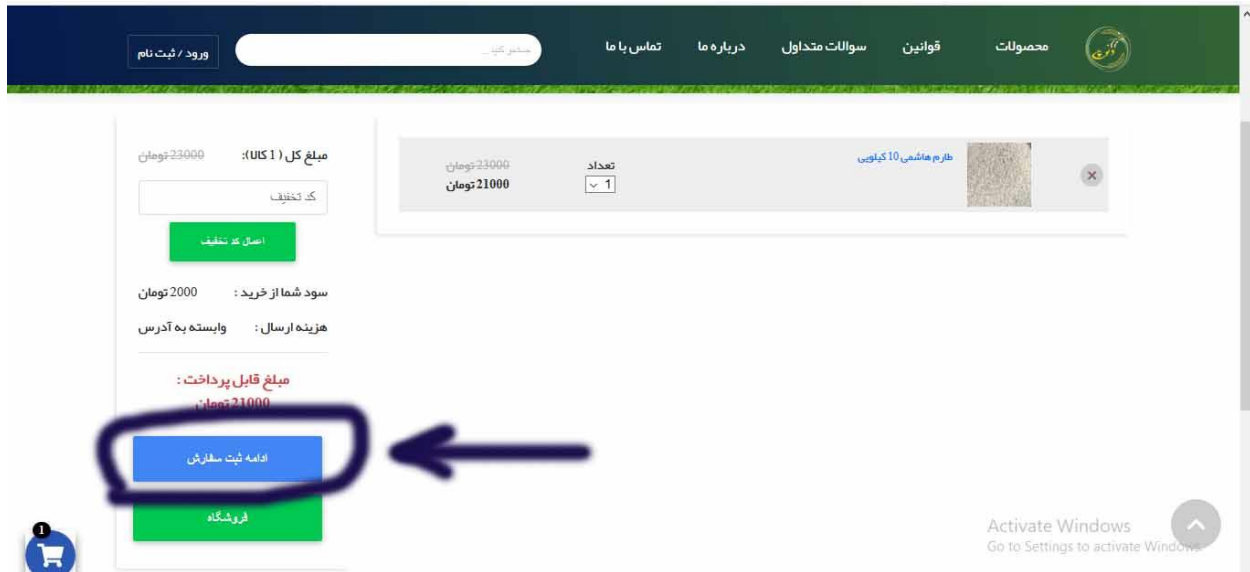 محصولات
قوانین
سوالات متداول
درباره ما
تماس با ما
ورود / ثبت نام
طارم هاشمی 10 کیلویی
تعداد
1
23000 تومان
21000 تومان
مبلغ کل ( 1 کالا): 23000 تومان
کد تخفیف
اعمال کد تخفیف
سود شما از خرید : 2000 تومان
هزینه ارسال : وابسته به آدرس
مبلغ قابل پرداخت :
21000 تومان
ادامه ثبت سفارش
فروشگاه
1
Activate Windows
Go to Settings to activate Windows.